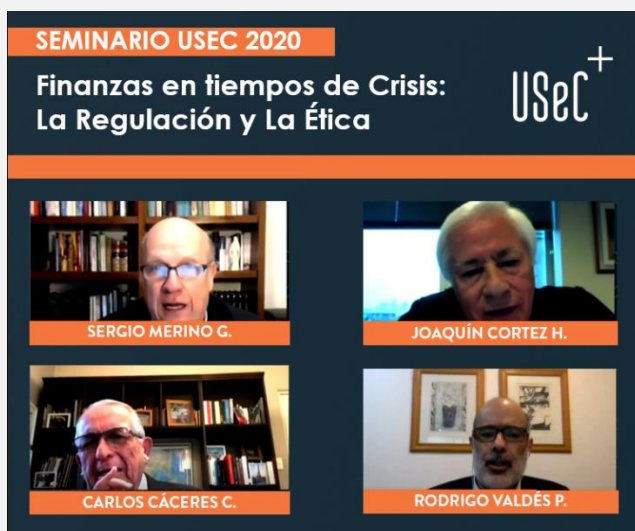 SEMINARIO USEC 2020
Finanzas en tiempos de Crisis:
La Regulación y La Ética
USeC+
SERGIO MERINO G.
JOAQUÍN CORTEZ H.
CARLOS CÁCERES C.
RODRIGO VALDÉS P.